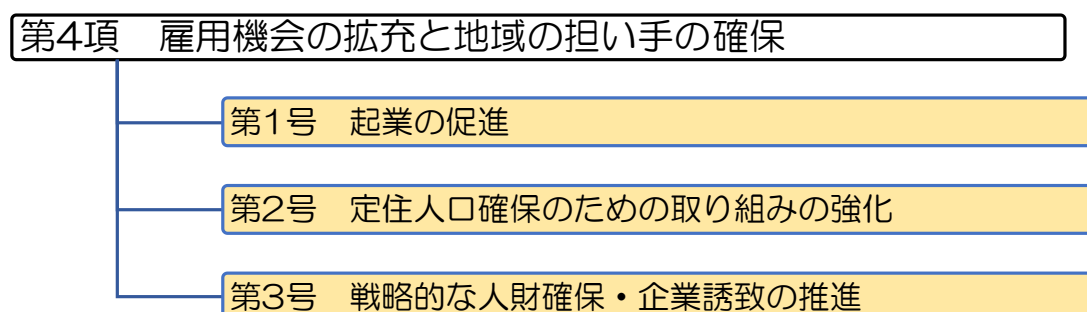 第4項　雇用機会の拡充と地域の担い手の確保
第1号　起業の促進
第2号　定住人口確保のための取り組みの強化
第3号　戦略的な人財確保・企業誘致の推進